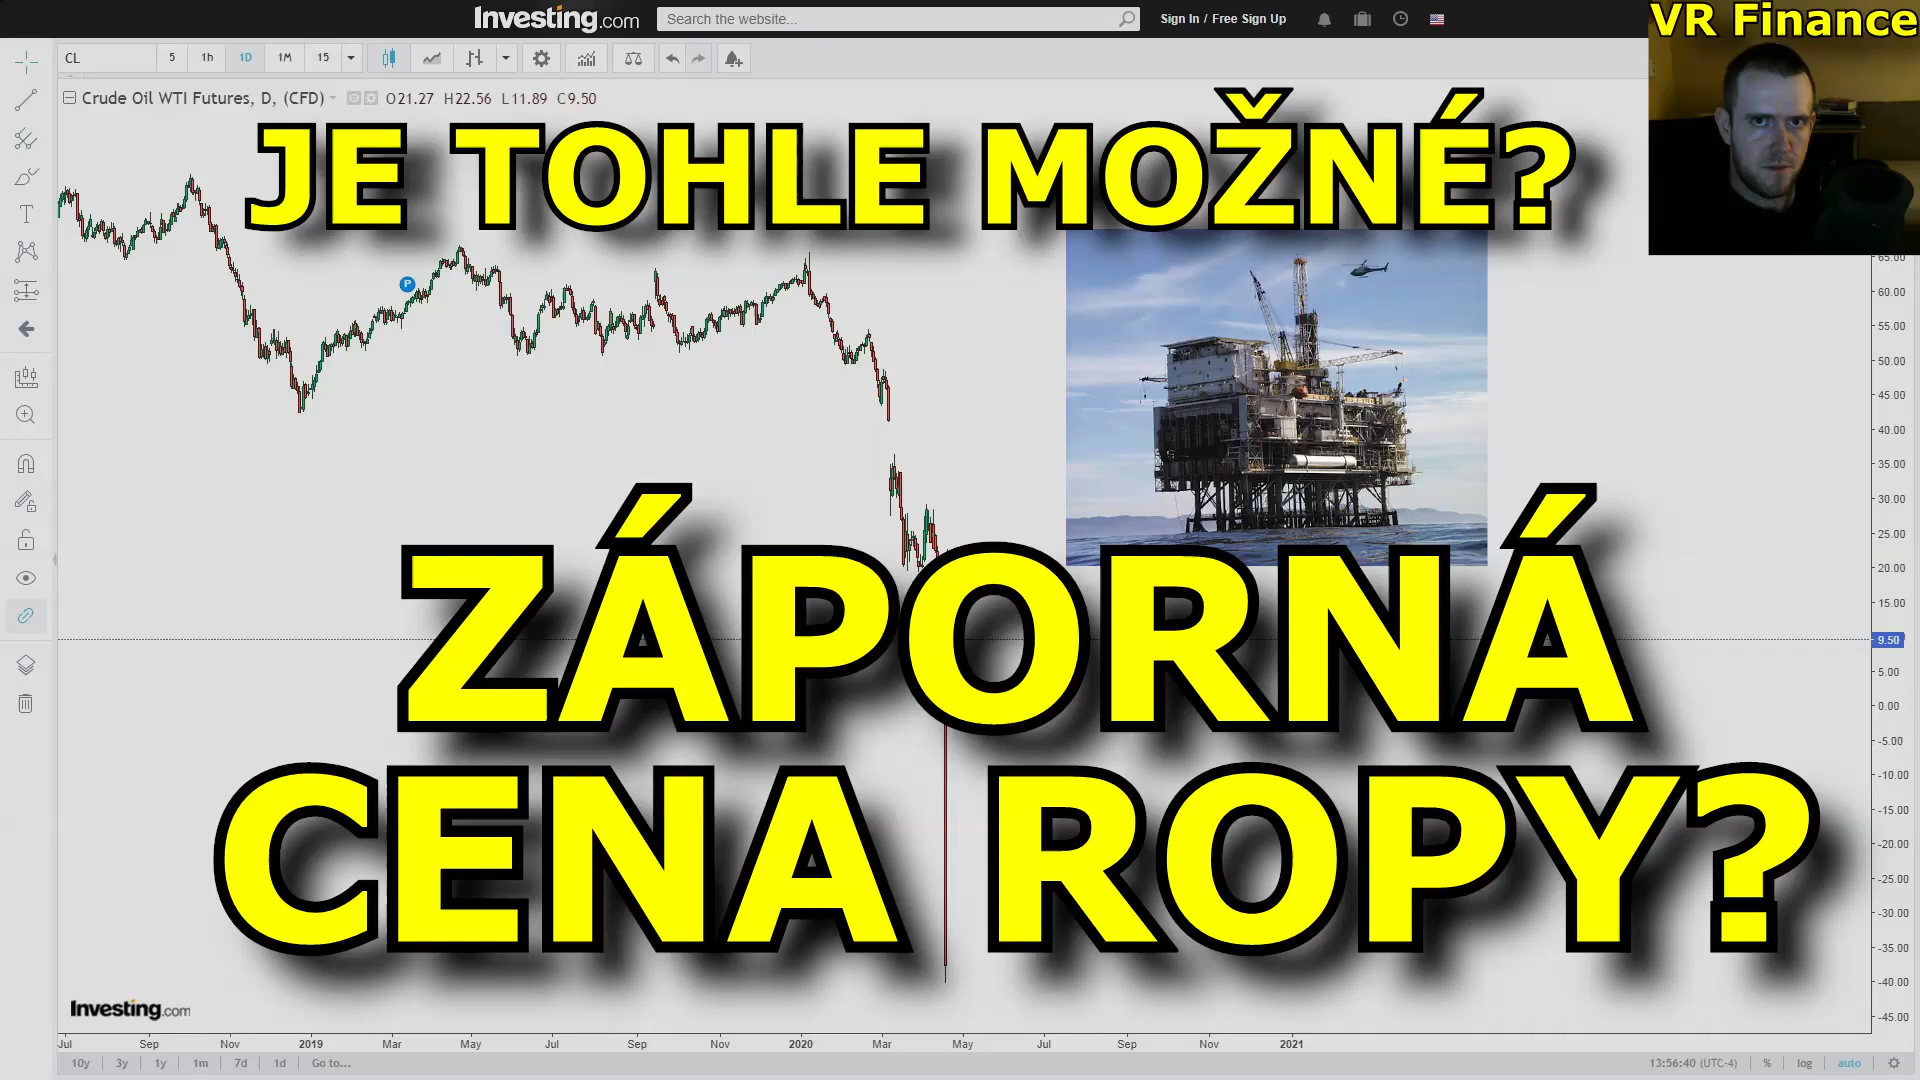 Investing.com
Search the website...
Sign In / Free Sign Up
VR Finance
CL
5
1h
1D
1M
15
Crude Oil WTI Futures, D, (CFD)
O21.27 H22.56 L11.89 C9.50
JE TOHLE MOŽNÉ?
P
65.00
60.00
55.00
50.00
45.00
40.00
35.00
30.00
25.00
20.00
15.00
9.50
5.00
0.00
-5.00
-10.00
-15.00
-20.00
-25.00
-30.00
-35.00
-40.00
-45.00
ZÁPORNÁ
CENA ROPY?
Investing.com
Jul Sep Nov 2019 Mar May Jul Sep Nov 2020 Mar May Jul Sep Nov 2021
10y 3y 1y 1m 7d 1d Go to...
13:56:40 (UTC-4) % log auto